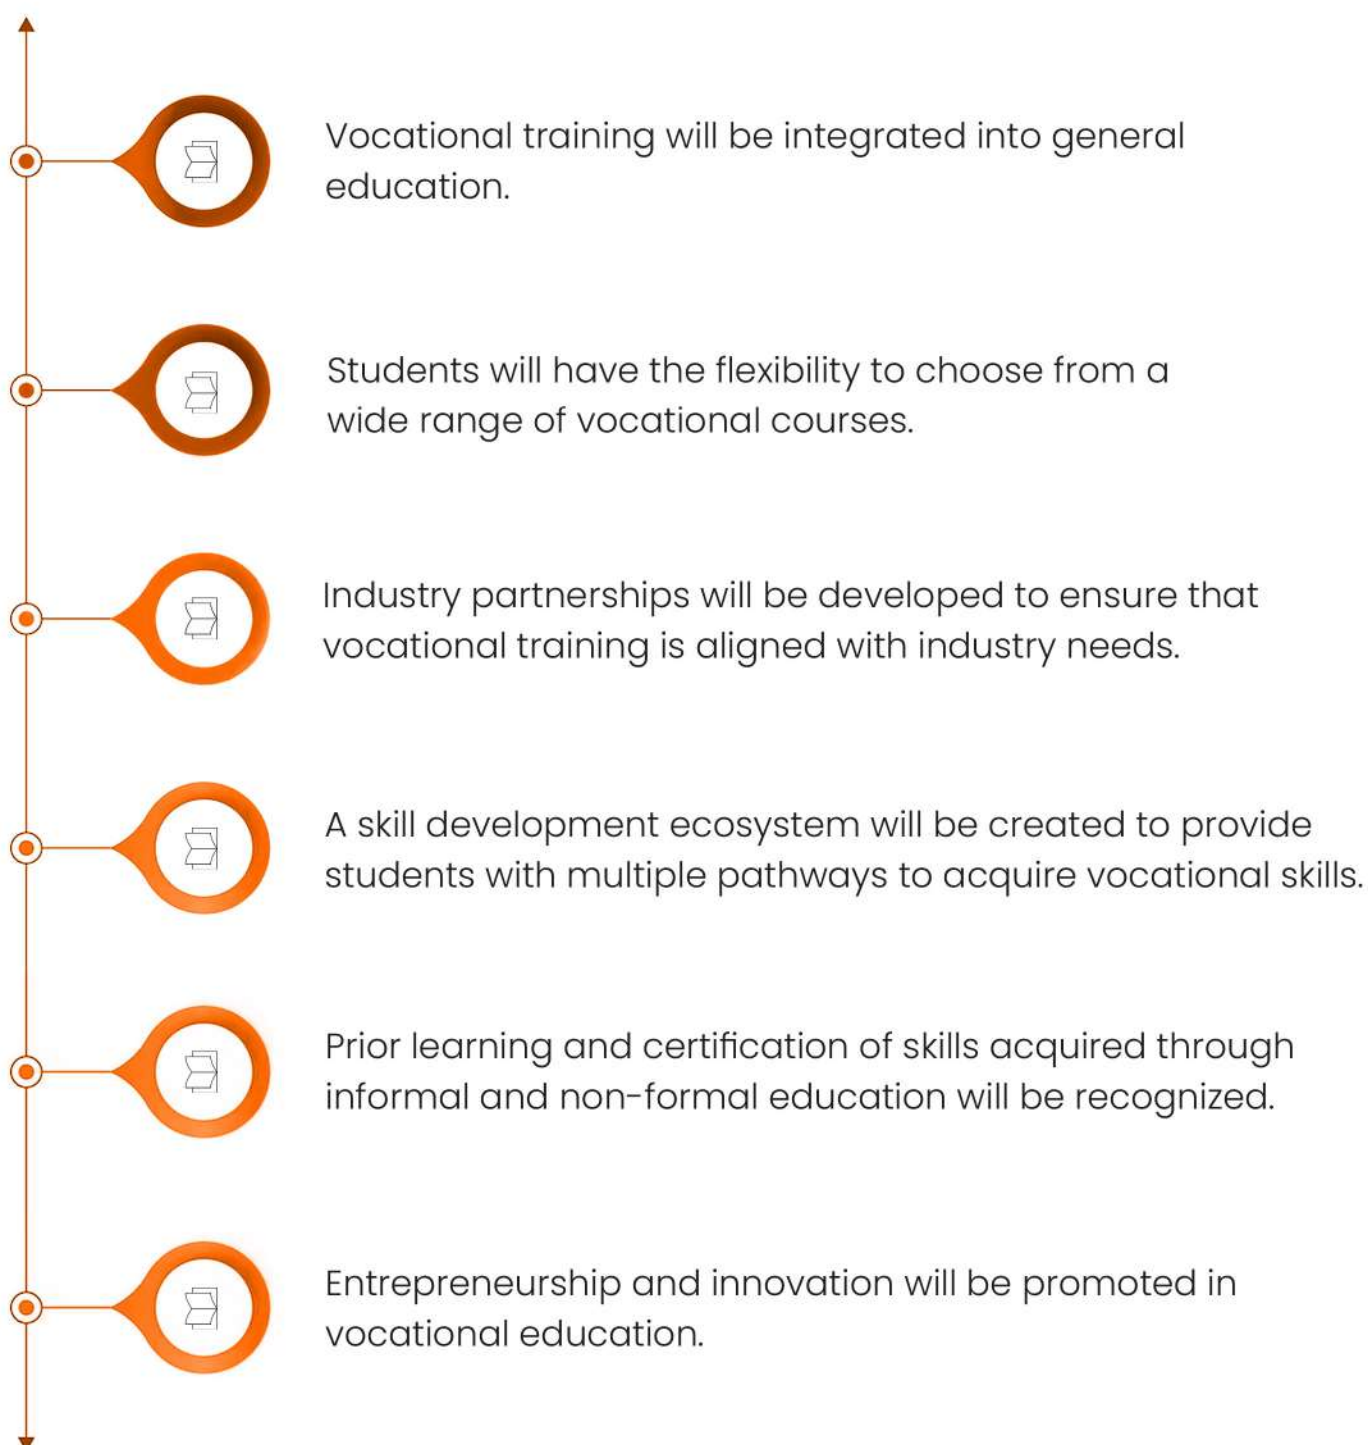 Vocational training will be integrated into general
education.
Students will have the flexibility to choose from a
wide range of vocational courses.
Industry partnerships will be developed to ensure that
vocational training is aligned with industry needs.
A skill development ecosystem will be created to provide
students with multiple pathways to acquire vocational skills.
Prior learning and certification of skills acquired through
informal and non-formal education will be recognized.
Entrepreneurship and innovation will be promoted in
vocational education.